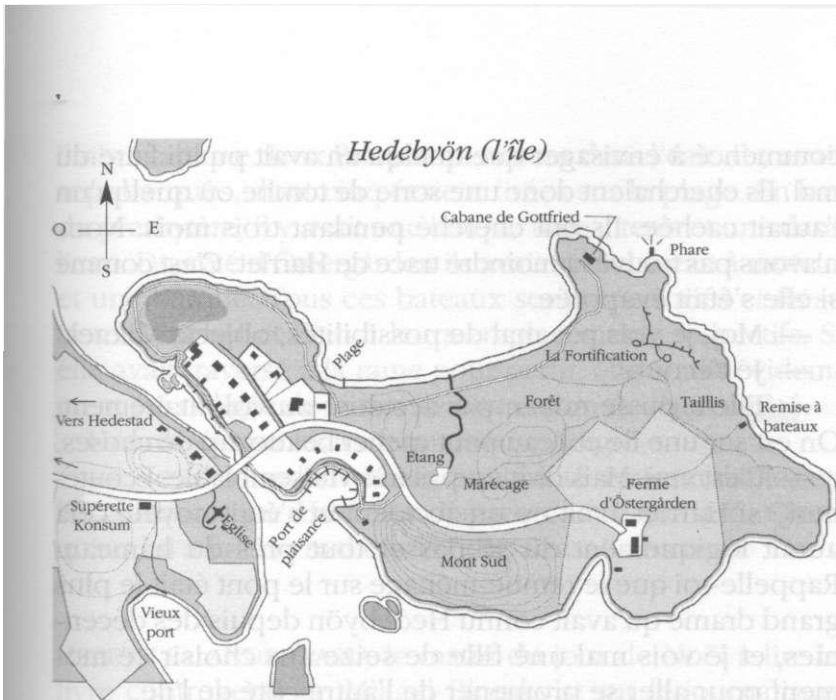 Hedebyön (l'île)
N
O
E
S
Cabane de Gottfried
Phare
Plage
La Fortification
Vers Hedestad
Forêt
Taillis
Remise à
bateaux
Etang
Marécage
Ferme
d'Östergården
Supérette
Konsum
Eglise
Port de
plaisance
Mont Sud
Vieux
port